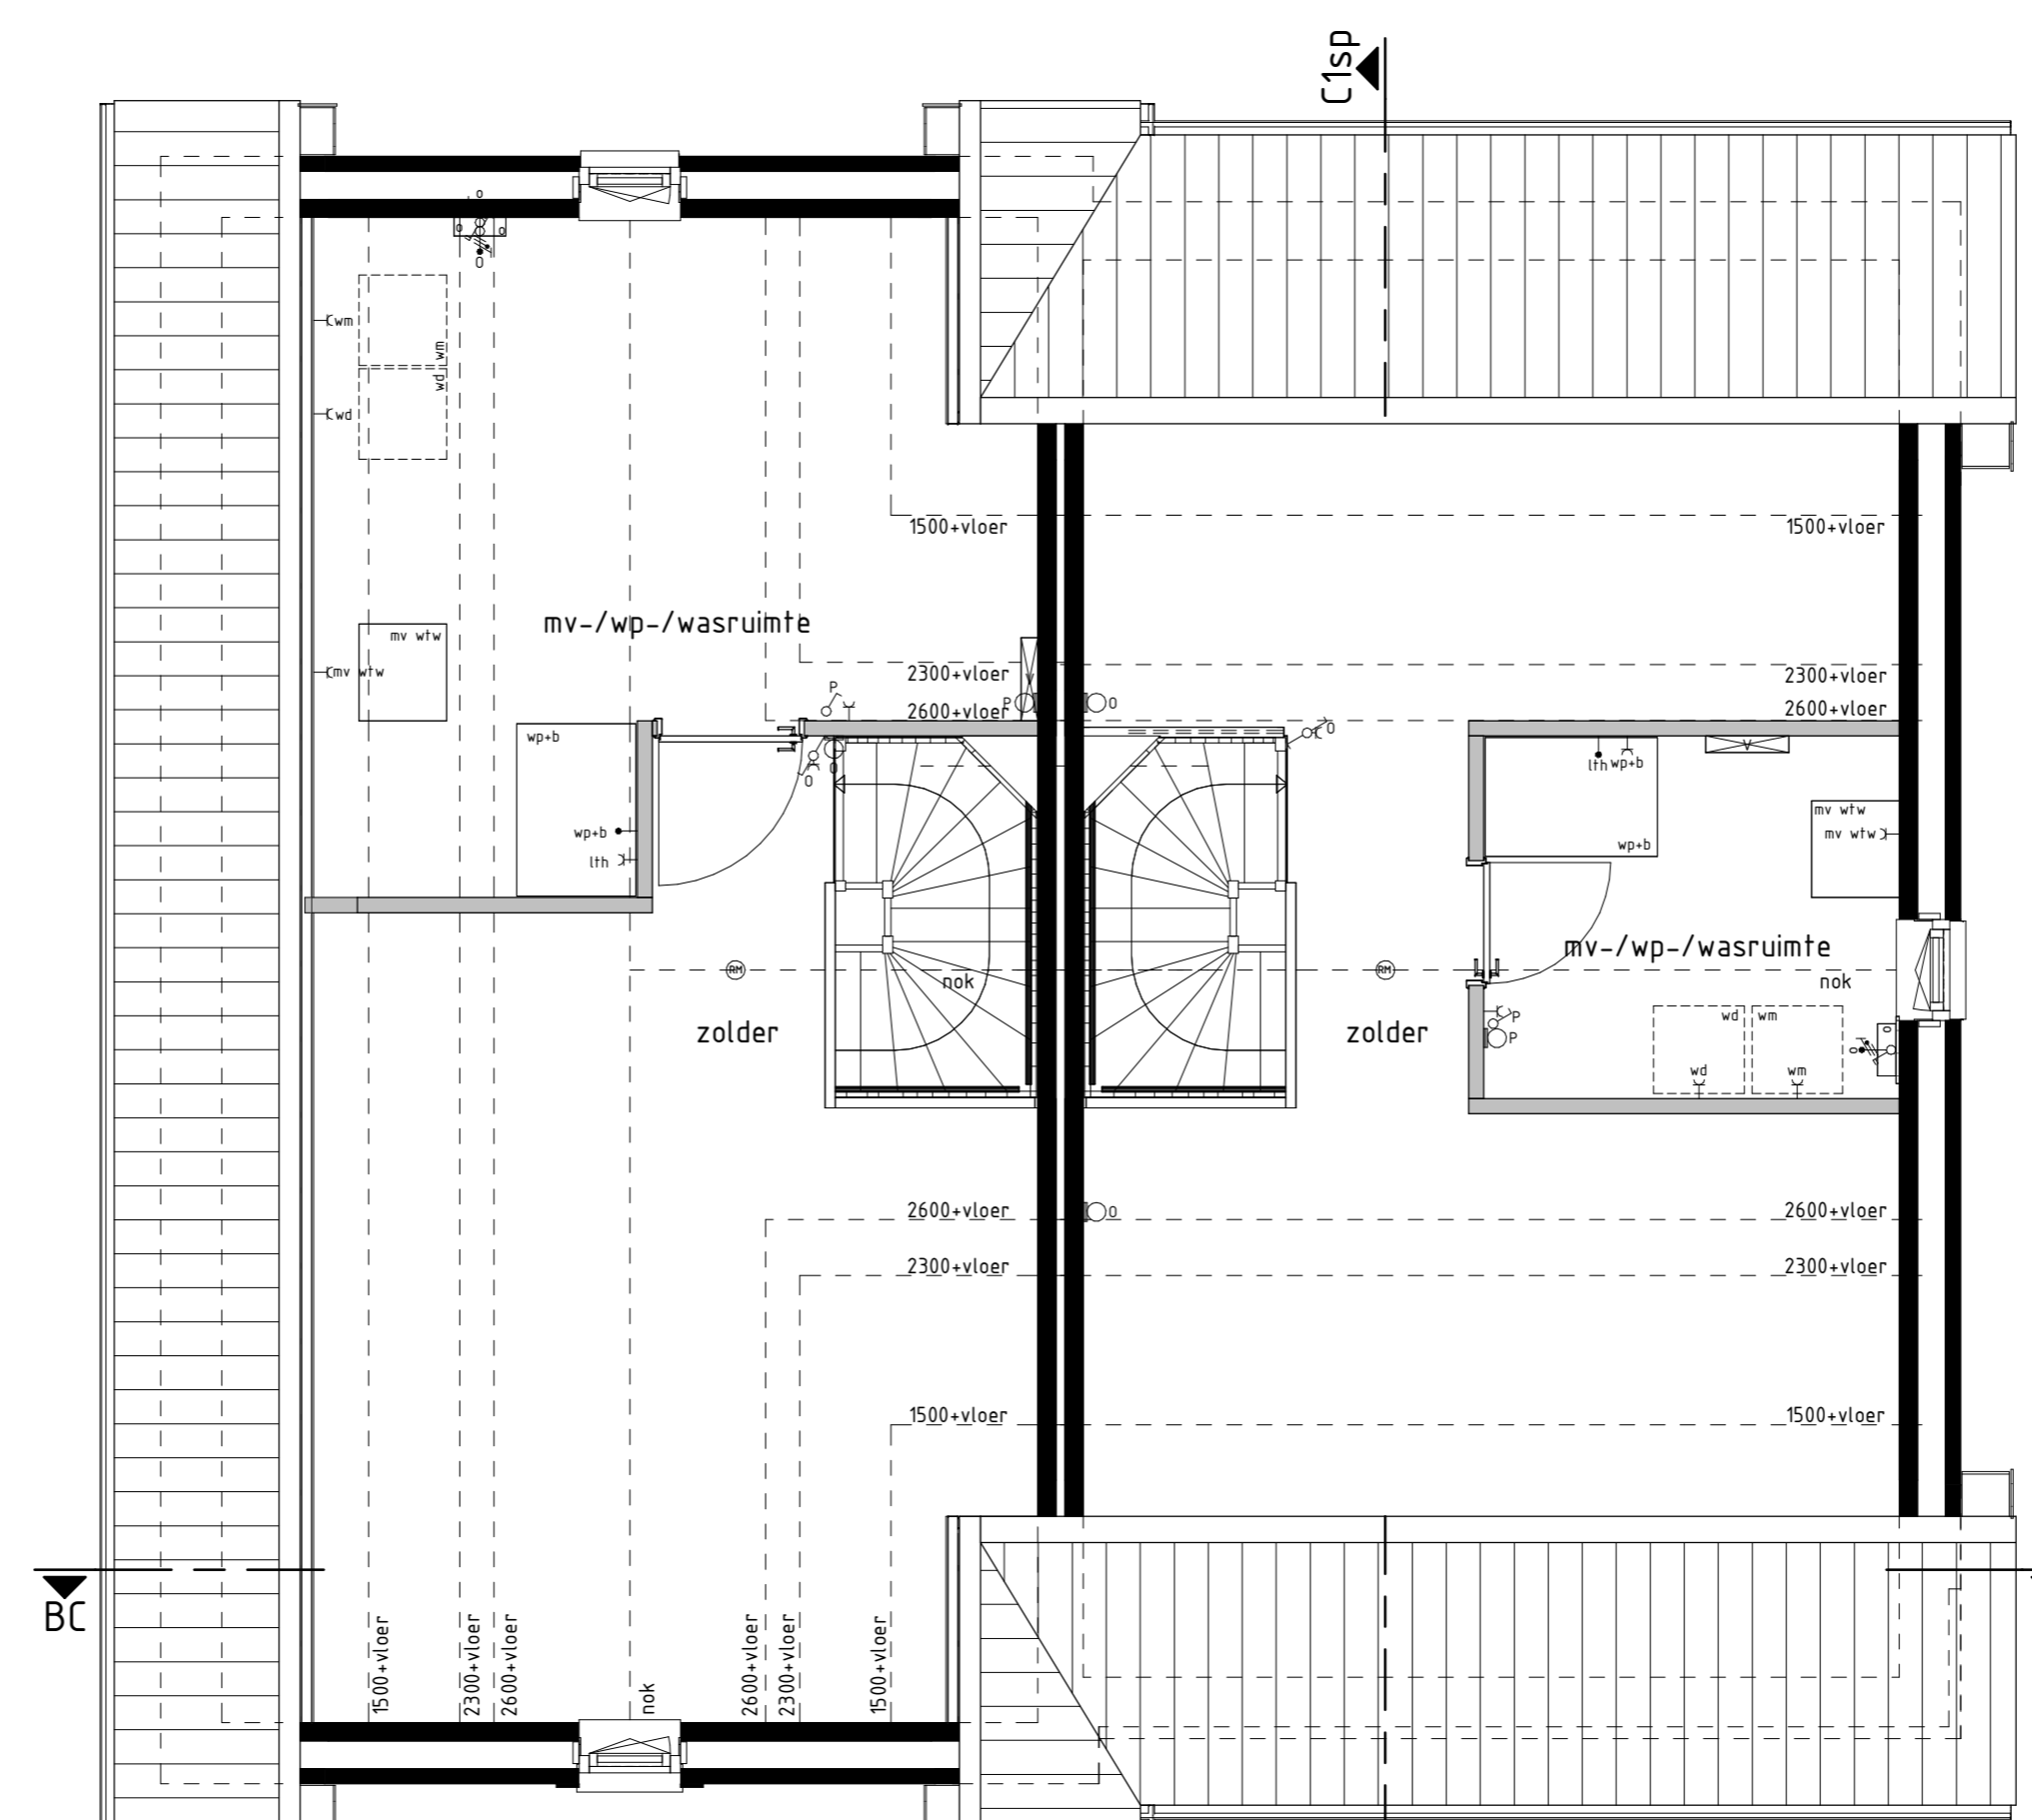 C1sp
o
o
o
O
wm
wm
wd
wd
1500+vloer
1500+vloer
mv-/wp-/wasruimte
mv wtw
mv wtw
2300+vloer
2300+vloer
P
P
O
2600+vloer
2600+vloer
O
O
O
wp+b
wp+b
lth
lth
wp+b
wp+b
mv wtw
mv wtw
mv-/wp-/wasruimte
RM
RM
nok
nok
zolder
zolder
P
P
wd
wm
wd
wm
o
o
2600+vloer
O
2600+vloer
2300+vloer
2300+vloer
1500+vloer
1500+vloer
BC
1500+vloer
2300+vloer
2600+vloer
nok
2600+vloer
2300+vloer
1500+vloer